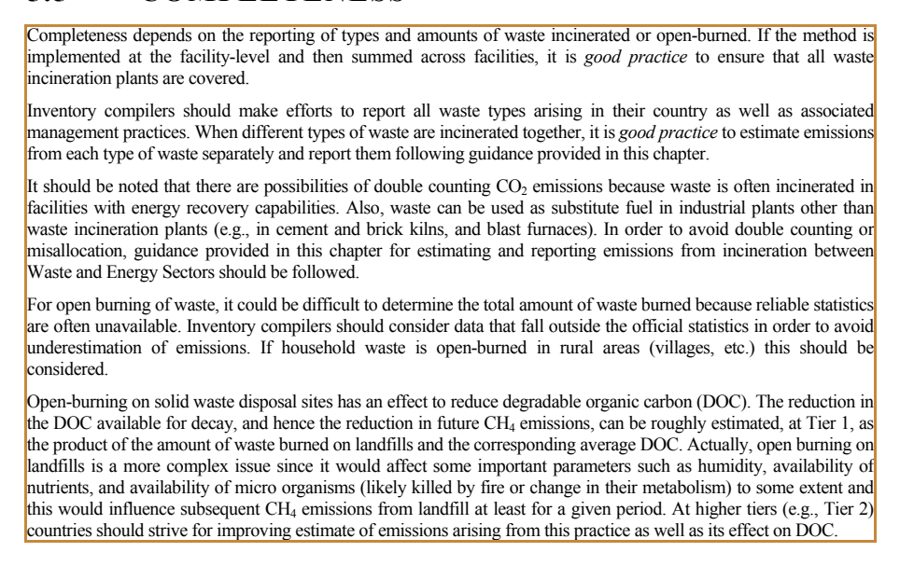 Completeness depends on the reporting of types and amounts of waste incinerated or open-burned. If the method is
implemented at the facility-level and then summed across facilities, it is good practice to ensure that all waste
incineration plants are covered.
Inventory compilers should make efforts to report all waste types arising in their country as well as associated
management practices. When different types of waste are incinerated together, it is good practice to estimate emissions
from each type of waste separately and report them following guidance provided in this chapter.
It should be noted that there are possibilities of double counting CO₂ emissions because waste is often incinerated in
facilities with energy recovery capabilities. Also, waste can be used as substitute fuel in industrial plants other than
waste incineration plants (e.g., in cement and brick kilns, and blast furnaces). In order to avoid double counting or
misallocation, guidance provided in this chapter for estimating and reporting emissions from incineration between
Waste and Energy Sectors should be followed.
For open burning of waste, it could be difficult to determine the total amount of waste burned because reliable statistics
are often unavailable. Inventory compilers should consider data that fall outside the official statistics in order to avoid
underestimation of emissions. If household waste is open-burned in rural areas (villages, etc.) this should be
considered.
Open-burning on solid waste disposal sites has an effect to reduce degradable organic carbon (DOC). The reduction in
the DOC available for decay, and hence the reduction in future CH₄ emissions, can be roughly estimated, at Tier 1, as
the product of the amount of waste burned on landfills and the corresponding average DOC. Actually, open burning on
landfills is a more complex issue since it would affect some important parameters such as humidity, availability of
nutrients, and availability of micro organisms (likely killed by fire or change in their metabolism) to some extent and
this would influence subsequent CH₄ emissions from landfill at least for a given period. At higher tiers (e.g., Tier 2)
countries should strive for improving estimate of emissions arising from this practice as well as its effect on DOC.